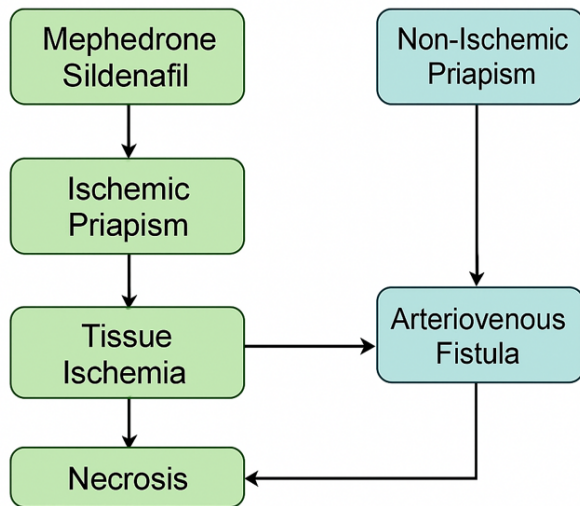 Mephedrone
Sildenafil
Non-Ischemic
Priapism
Ischemic
Priapism
Tissue
Ischemia
Arteriovenous
Fistula
Necrosis